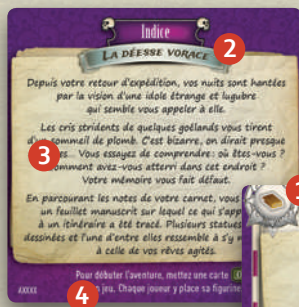 Indice
LA DÉESSE VORACE
2
Depuis votre retour d'expédition, vos nuits sont hantées
par la vision d'une idole étrange et lugubre
qui semble vous appeler à elle.
Les cris stridents de quelques goélands vous tirent
de plomb. C'est bizarre, on dirait presque
3
Vous essayez de comprendre: où êtes-vous ?
comment avez-vous atterri dans cet endroit ?
Votre mémoire vous fait défaut.
En parcourant les notes de votre carnet, vous
un feuillet manuscrit sur lequel ce qui
à un itinéraire a été tracé. Plusieurs
dessinées et l'une d'entre elles ressemble à s'y
à celle de vos rêves agités.
Pour débuter l'aventure, mettez une carte
4
jeu. Chaque joueur y place sa figurine